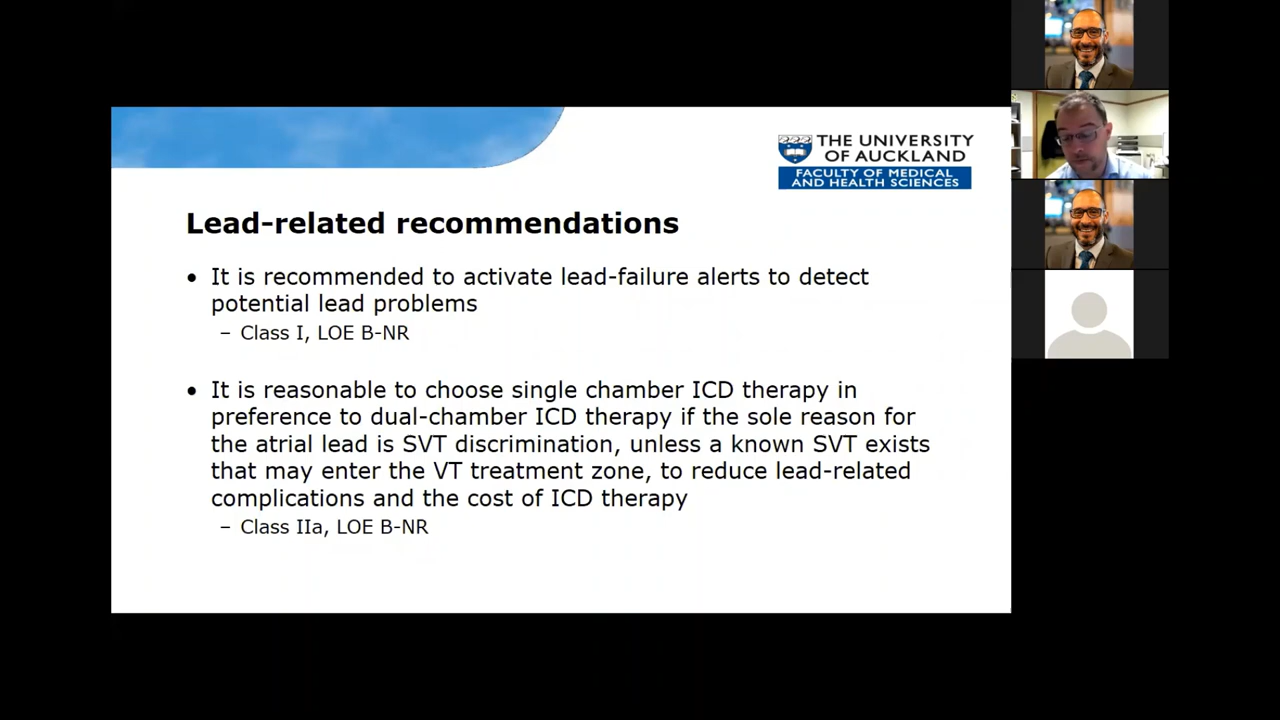 THE UNIVERSITY
OF AUCKLAND
FACULTY OF MEDICAL
AND HEALTH SCIENCES
Lead-related recommendations
• It is recommended to activate lead-failure alerts to detect
potential lead problems
– Class I, LOE B-NR
• It is reasonable to choose single chamber ICD therapy in
preference to dual-chamber ICD therapy if the sole reason for
the atrial lead is SVT discrimination, unless a known SVT exists
that may enter the VT treatment zone, to reduce lead-related
complications and the cost of ICD therapy
– Class IIa, LOE B-NR